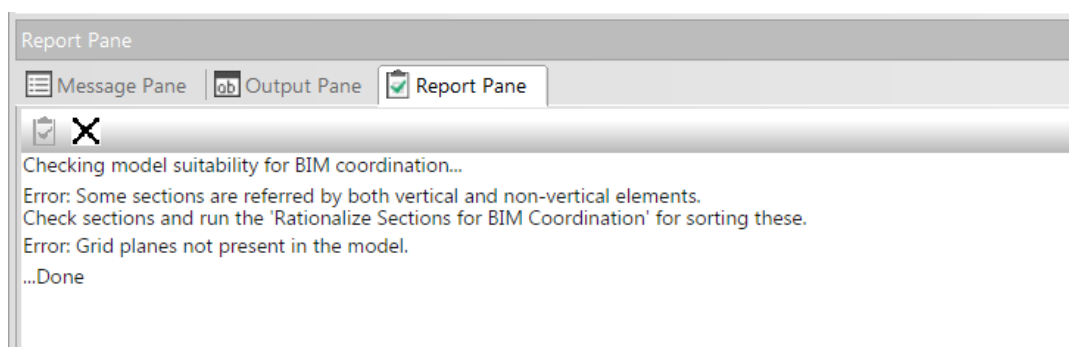 Report Pane
Message Pane
ab Output Pane
Report Pane
Checking model suitability for BIM coordination...
Error: Some sections are referred by both vertical and non-vertical elements.
Check sections and run the 'Rationalize Sections for BIM Coordination' for sorting these.
Error: Grid planes not present in the model.
...Done